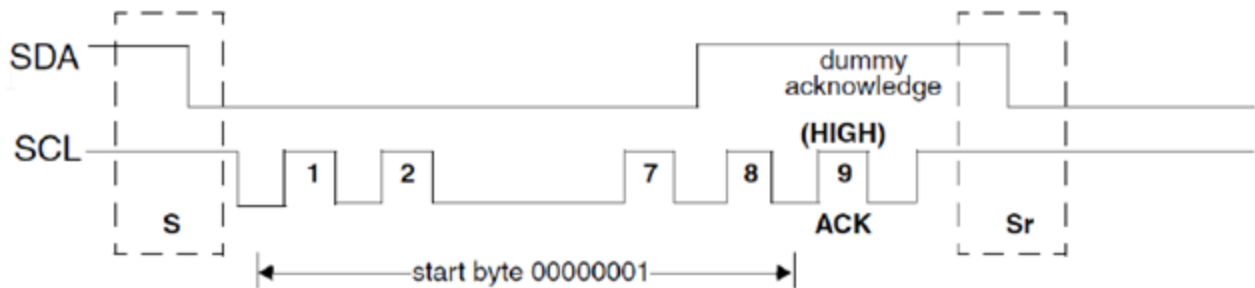 SDA
dummy
acknowledge
SCL
(HIGH)
1 2 7 8 9
S ACK Sr
start byte 00000001